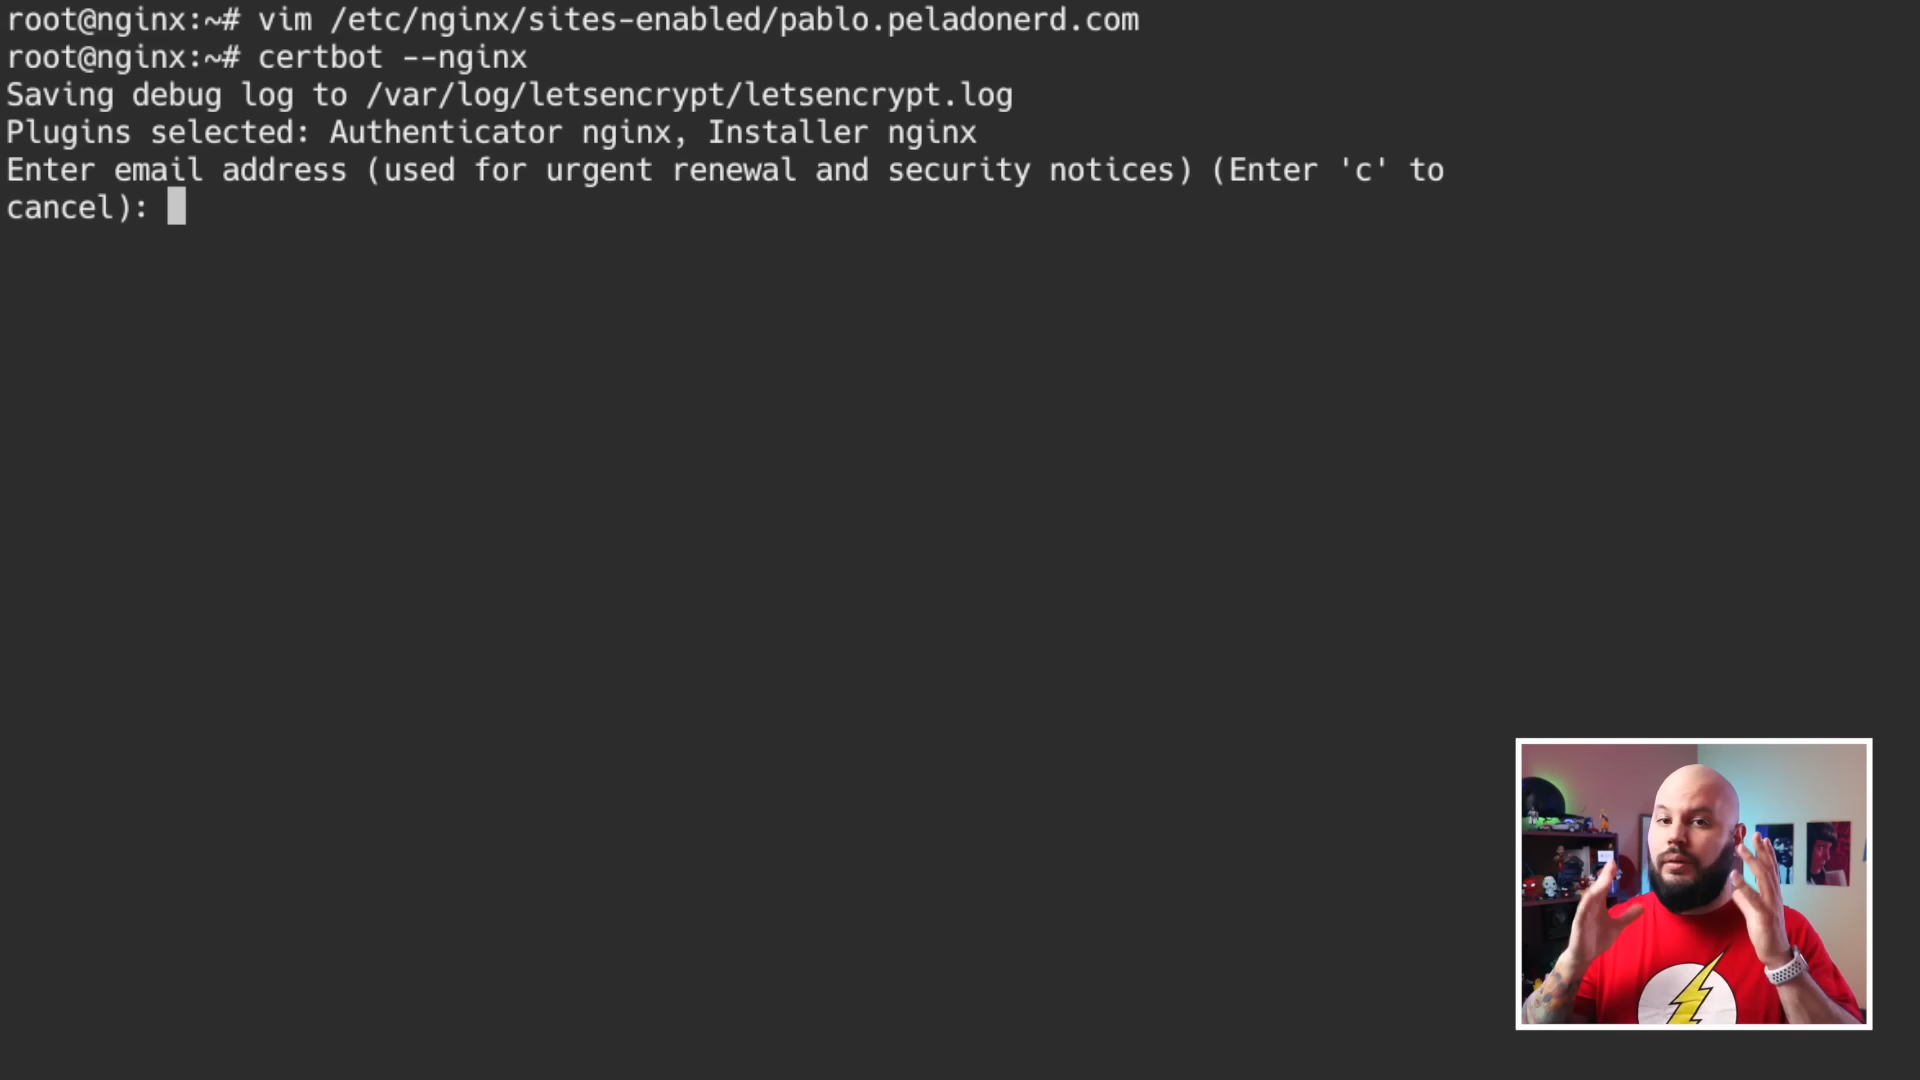 root@nginx:~# vim /etc/nginx/sites-enabled/pablo.peladonerd.com
root@nginx:~# certbot --nginx
Saving debug log to /var/log/letsencrypt/letsencrypt.log
Plugins selected: Authenticator nginx, Installer nginx
Enter email address (used for urgent renewal and security notices) (Enter 'c' to
cancel):